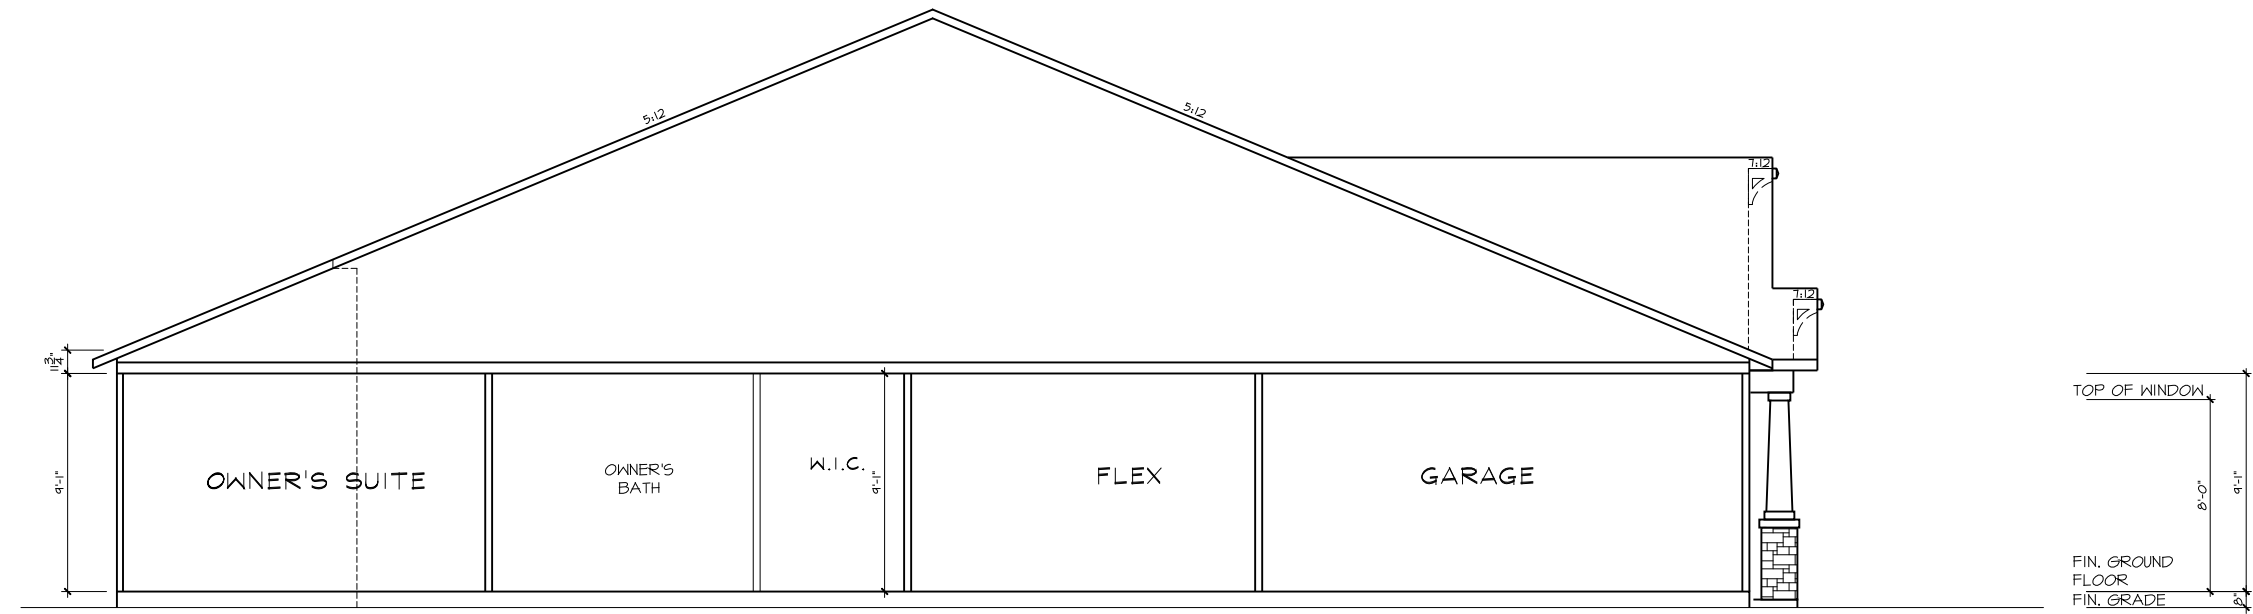 5:12
5:12
7:12
7:12
11 3/4"
TOP OF WINDOW
OWNER'S SUITE
OWNER'S
BATH
W.I.C.
FLEX
GARAGE
9'-1"
9'-1"
8'-0"
9'-1"
FIN. GROUND
FLOOR
FIN. GRADE
8"